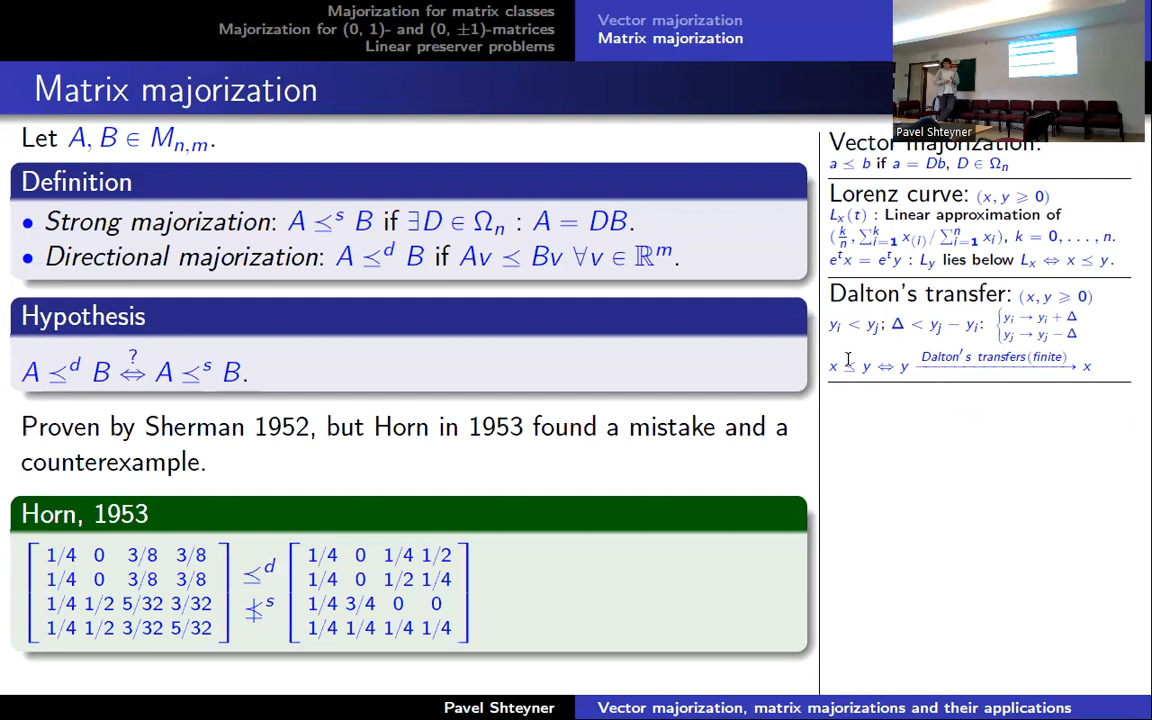 Majorization for matrix classes
Majorization for (0, 1)- and (0, ±1)-matrices
Linear preserver problems
Vector majorization
Matrix majorization
Matrix majorization
Pavel Shteyner
Let A, B ∈ M_{n,m}.
Definition
• Strong majorization: A ⪯^s B if ∃D ∈ Ω_n : A = DB.
• Directional majorization: A ⪯^d B if Av ⪯ Bv ∀v ∈ ℝ^m.
Hypothesis
A ⪯^d B ⇔^? A ⪯^s B.
Proven by Sherman 1952, but Horn in 1953 found a mistake and a
counterexample.
Horn, 1953
[1/4 0 3/8 3/8] [1/4 0 1/4 1/2]
[1/4 0 3/8 3/8] ⪯^d [1/4 0 1/2 1/4]
[1/4 1/2 5/32 3/32] ⋠^s [1/4 3/4 0 0]
[1/4 1/2 3/32 5/32] [1/4 1/4 1/4 1/4]
Vector majorization:
a ⪯ b if a = Db, D ∈ Ω_n
Lorenz curve: (x, y ⩾ 0)
L_x(t) : Linear approximation of
(k/n, ∑_{i=1}^k x_{(i)} / ∑_{i=1}^n x_i), k = 0, . . . , n.
e^t x = e^t y : L_y lies below L_x ⇔ x ⪯ y.
Dalton's transfer: (x, y ⩾ 0)
y_i < y_j; Δ < y_j − y_i: { y_i → y_i + Δ
y_j → y_j − Δ
x ⪯ y ⇔ y Dalton's transfers(finite) → x
Pavel Shteyner
Vector majorization, matrix majorizations and their applications